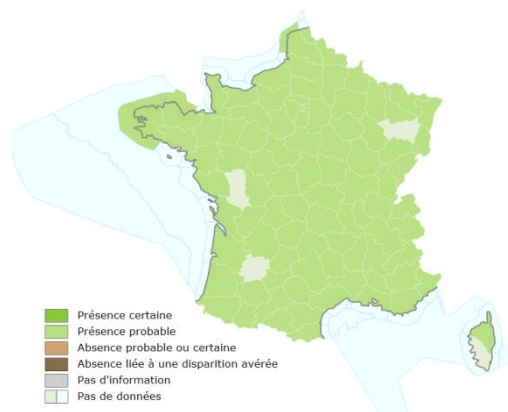 Présence certaine
Présence probable
Absence probable ou certaine
Absence liée à une disparition avérée
Pas d'information
Pas de données